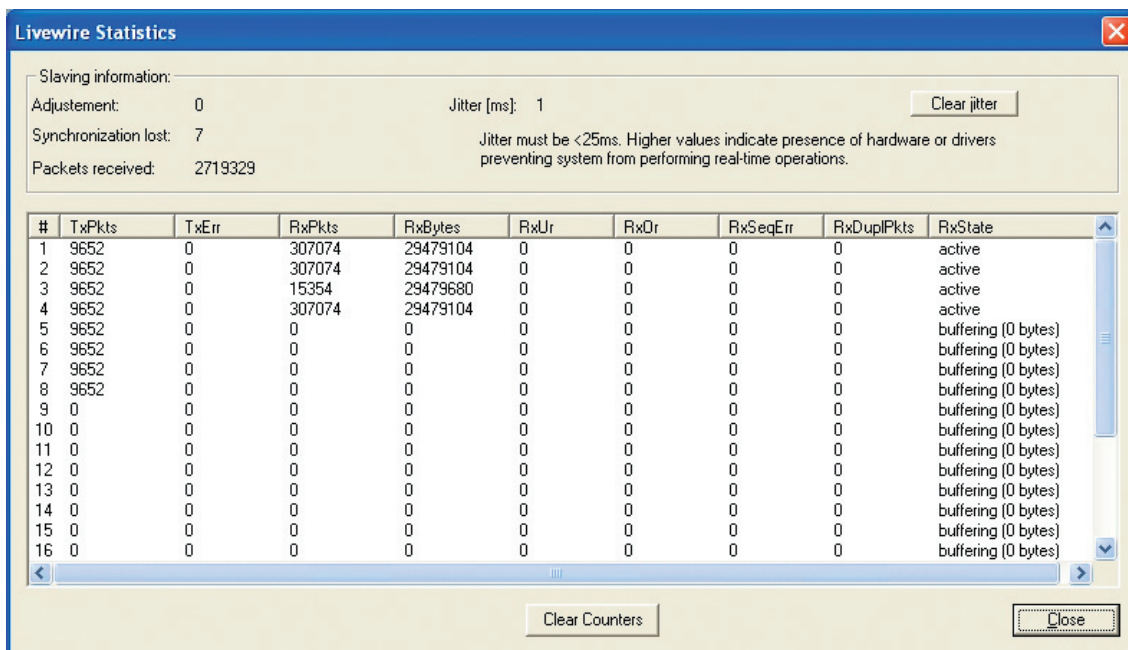 Livewire Statistics
Slaving information:
Adjustement: 0 Jitter [ms]: 1 Clear jitter
Synchronization lost: 7 Jitter must be <25ms. Higher values indicate presence of hardware or drivers
Packets received: 2719329 preventing system from performing real-time operations.
# TxPkts TxErr RxPkts RxBytes RxUr RxOr RxSeqErr RxDuplPkts RxState
1 9652 0 307074 29479104 0 0 0 0 active
2 9652 0 307074 29479104 0 0 0 0 active
3 9652 0 15354 29479680 0 0 0 0 active
4 9652 0 307074 29479104 0 0 0 0 active
5 9652 0 0 0 0 0 0 0 buffering (0 bytes)
6 9652 0 0 0 0 0 0 0 buffering (0 bytes)
7 9652 0 0 0 0 0 0 0 buffering (0 bytes)
8 9652 0 0 0 0 0 0 0 buffering (0 bytes)
9 0 0 0 0 0 0 0 0 buffering (0 bytes)
10 0 0 0 0 0 0 0 0 buffering (0 bytes)
11 0 0 0 0 0 0 0 0 buffering (0 bytes)
12 0 0 0 0 0 0 0 0 buffering (0 bytes)
13 0 0 0 0 0 0 0 0 buffering (0 bytes)
14 0 0 0 0 0 0 0 0 buffering (0 bytes)
15 0 0 0 0 0 0 0 0 buffering (0 bytes)
16 0 0 0 0 0 0 0 0 buffering (0 bytes)
Clear Counters Close